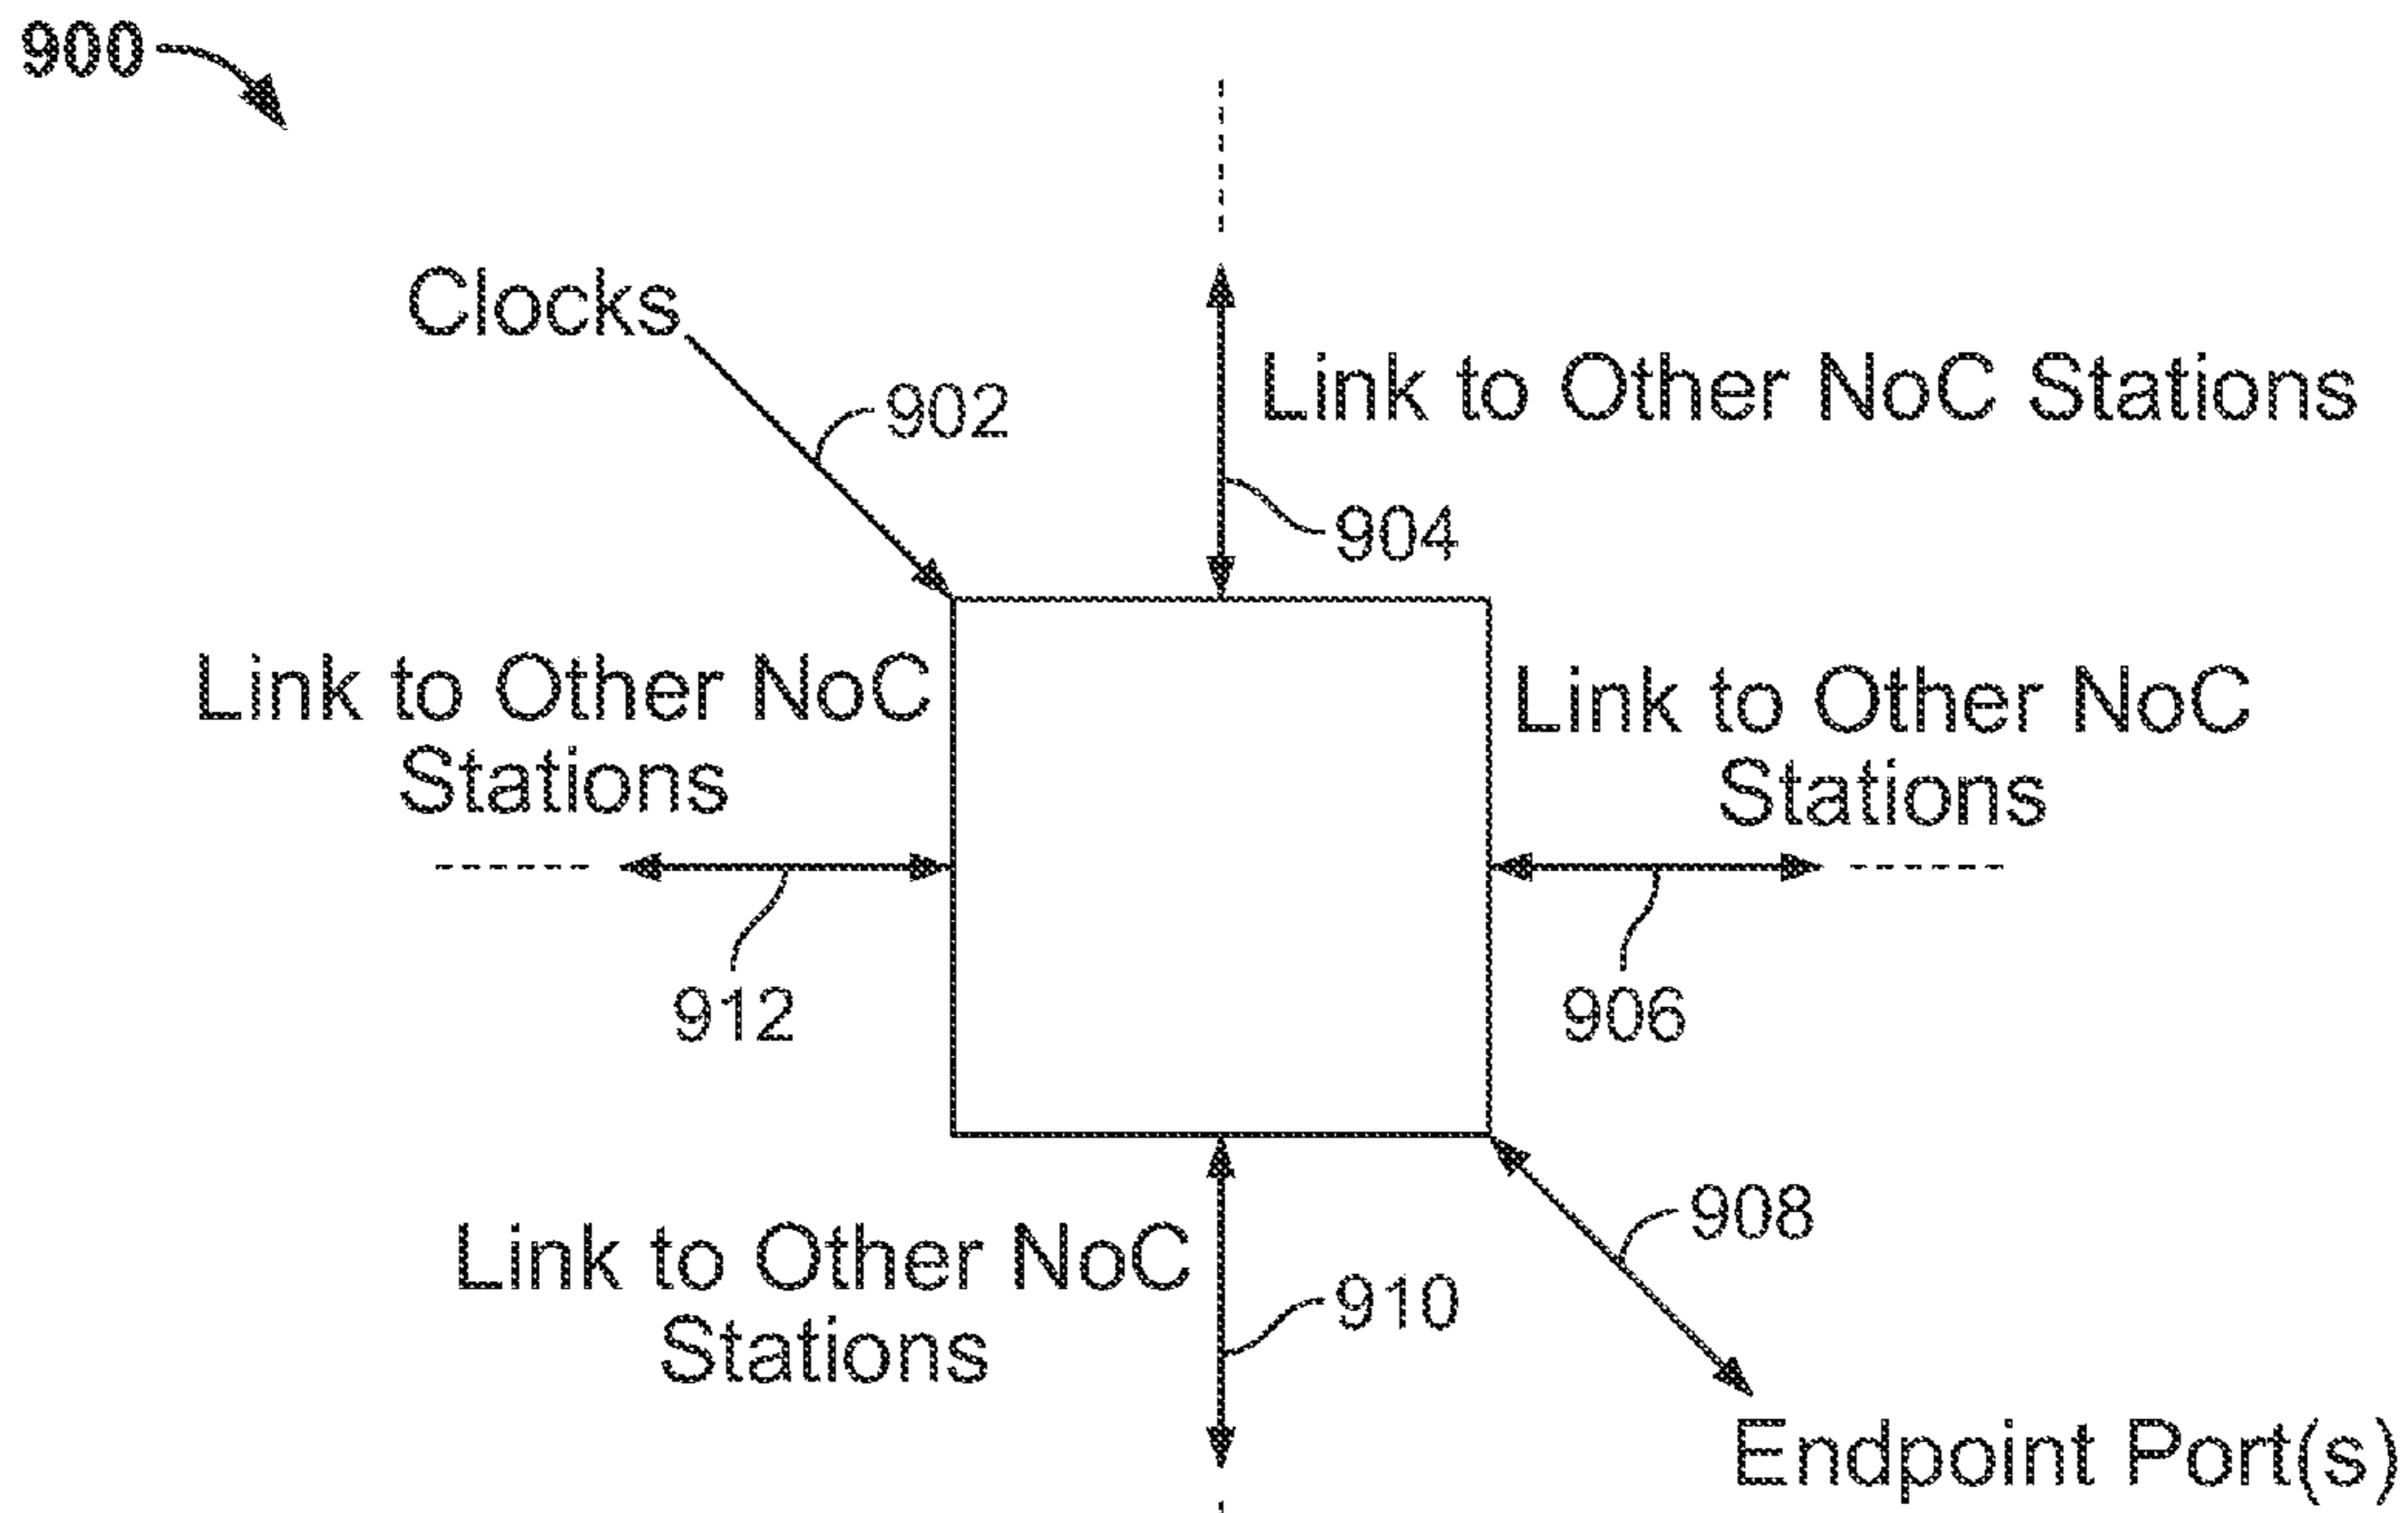 900
Clocks
902
Link to Other NoC Stations
904
Link to Other NoC
Stations
Link to Other NoC
Stations
912
906
Link to Other NoC
Stations
908
910
Endpoint Port(s)